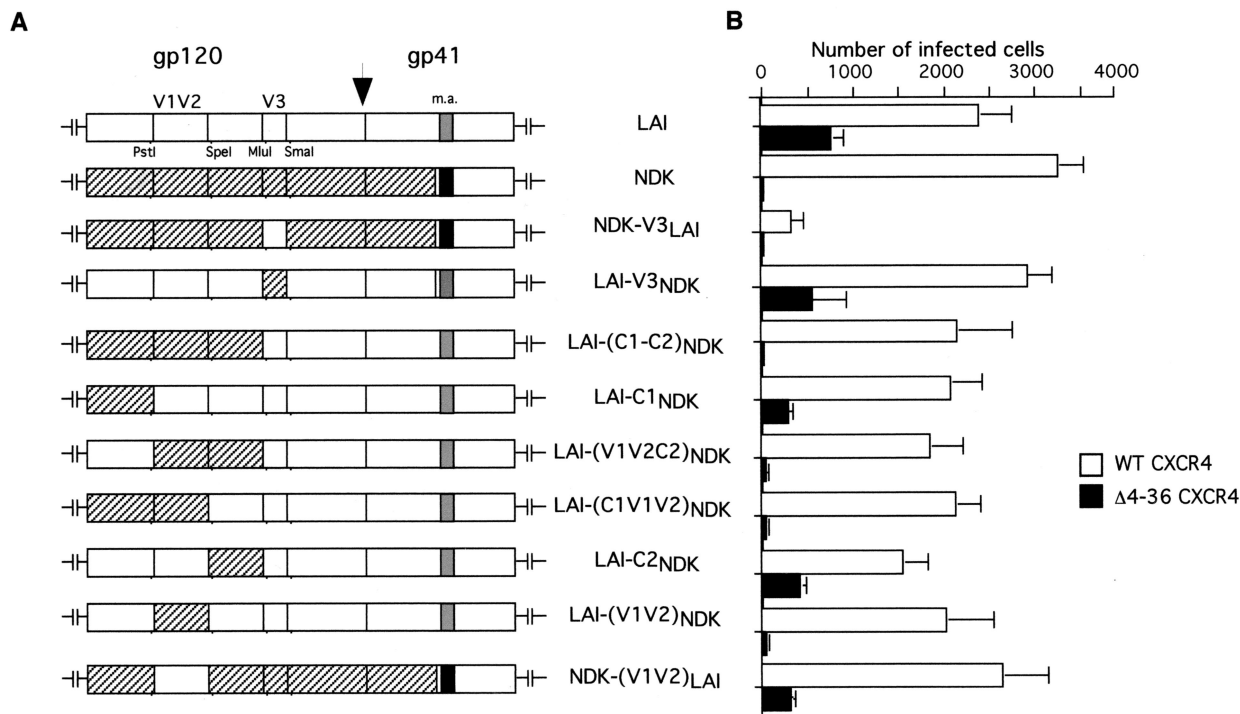 A
B
gp120
gp41
Number of infected cells
0 1000 2000 3000 4000
V1V2 V3 m.a.
LAI
PstI SpeI MluI SmaI
NDK
NDK-V3LAI
LAI-V3NDK
LAI-(C1-C2)NDK
LAI-C1NDK
LAI-(V1V2C2)NDK
WT CXCR4
Δ4-36 CXCR4
LAI-(C1V1V2)NDK
LAI-C2NDK
LAI-(V1V2)NDK
NDK-(V1V2)LAI